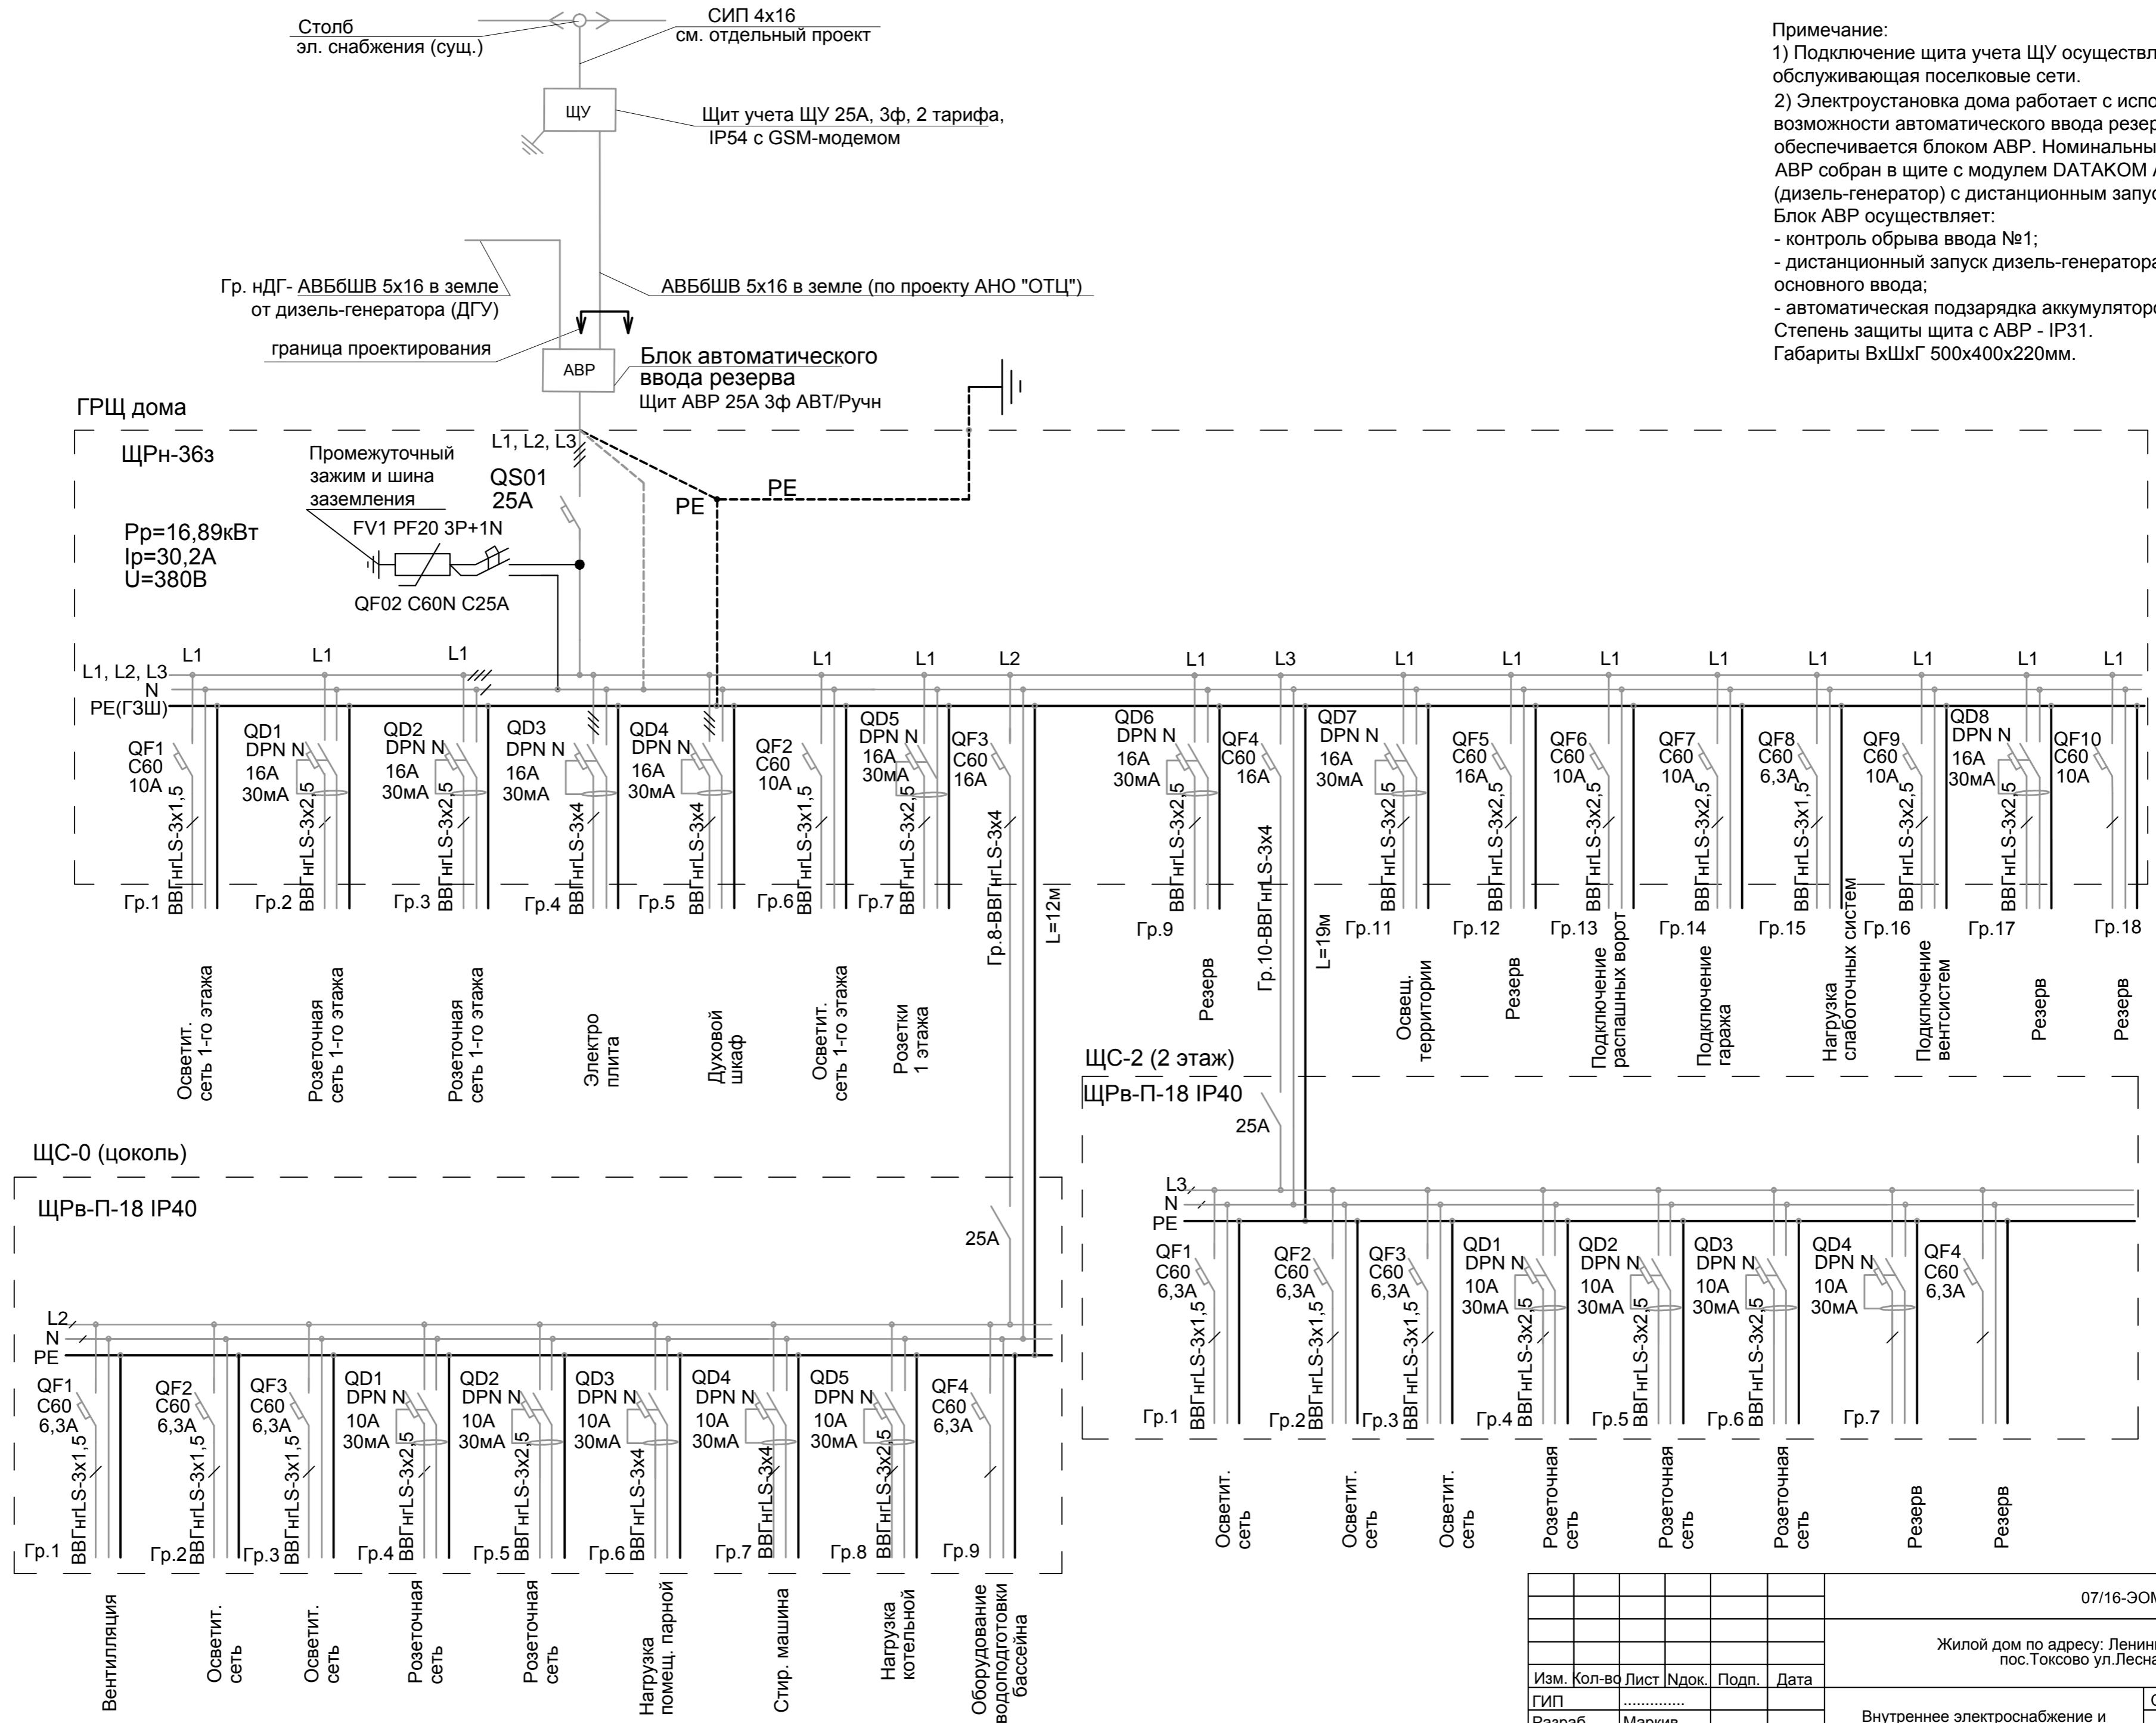 Столб
эл. снабжения (сущ.)
СИП 4х16
см. отдельный проект
ЩУ
Щит учета ЩУ 25А, 3ф, 2 тарифа,
IP54 с GSM-модемом
Гр. нДГ- АВБбШВ 5х16 в земле
от дизель-генератора (ДГУ)
АВБбШВ 5х16 в земле (по проекту АНО "ОТЦ")
граница проектирования
АВР
Блок автоматического
ввода резерва
Щит АВР 25А 3ф АВТ/Ручн
Примечание:
1) Подключение щита учета ЩУ осуществл
обслуживающая поселковые сети.
2) Электроустановка дома работает с испо
возможности автоматического ввода резер
обеспечивается блоком АВР. Номинальны
АВР собран в щите с модулем DATAKOM
(дизель-генератор) с дистанционным запус
Блок АВР осуществляет:
- контроль обрыва ввода №1;
- дистанционный запуск дизель-генератора
основного ввода;
- автоматическая подзарядка аккумуляторо
Степень защиты щита с АВР - IP31.
Габариты ВхШхГ 500х400х220мм.
ГРЩ дома
ЩРн-36з
Рр=16,89кВт
Iр=30,2А
U=380В
Промежуточный
зажим и шина
заземления
FV1 PF20 3P+1N
QF02 C60N C25A
L1, L2, L3
QS01
25А
PE
PE
L1, L2, L3
N
РЕ(ГЗШ)
L1
L1
L1
L1
L1
L2
L1
L3
L1
L1
L1
L1
L1
L1
L1
L1
QF1
C60
10А
ВВГнгLS-3х1,5
Гр.1
Осветит.
сеть 1-го этажа
QD1
DPN N
16А
30мА
ВВГнгLS-3х2,5
Гр.2
Розеточная
сеть 1-го этажа
QD2
DPN N
16А
30мА
ВВГнгLS-3х2,5
Гр.3
Розеточная
сеть 1-го этажа
QD3
DPN N
16А
30мА
ВВГнгLS-3х4
Гр.4
Электро
плита
QD4
DPN N
16А
30мА
ВВГнгLS-3х4
Гр.5
Духовой
шкаф
QF2
C60
10А
ВВГнгLS-3х1,5
Гр.6
Осветит.
сеть 1-го этажа
QD5
DPN N
16А
30мА
ВВГнгLS-3х2,5
Гр.7
Розетки
1 этажа
QF3
C60
16А
Гр.8-ВВГнгLS-3х4
L=12м
QD6
DPN N
16А
30мА
ВВГнгLS-3х2,5
Гр.9
Резерв
QF4
C60
16А
Гр.10-ВВГнгLS-3х4
L=19м
QD7
DPN N
16А
30мА
ВВГнгLS-3х2,5
Гр.11
Освещ.
территории
QF5
C60
16А
ВВГнгLS-3х2,5
Гр.12
Резерв
QF6
C60
10А
ВВГнгLS-3х2,5
Гр.13
Подключение
распашных ворот
QF7
C60
10А
ВВГнгLS-3х2,5
Гр.14
Подключение
гаража
QF8
C60
6,3А
ВВГнгLS-3х1,5
Гр.15
Нагрузка
слаботочных систем
QF9
C60
10А
ВВГнгLS-3х2,5
Гр.16
Подключение
вентсистем
QD8
DPN N
16А
30мА
ВВГнгLS-3х2,5
Гр.17
Резерв
QF10
C60
10А
Гр.18
Резерв
ЩС-2 (2 этаж)
ЩРв-П-18 IP40
25А
L3
N
PE
QF1
C60
6,3А
ВВГнгLS-3х1,5
Гр.1
Осветит.
сеть
QF2
C60
6,3А
ВВГнгLS-3х1,5
Гр.2
Осветит.
сеть
QF3
C60
6,3А
ВВГнгLS-3х1,5
Гр.3
Осветит.
сеть
QD1
DPN N
10А
30мА
ВВГнгLS-3х2,5
Гр.4
Розеточная
сеть
QD2
DPN N
10А
30мА
ВВГнгLS-3х2,5
Гр.5
Розеточная
сеть
QD3
DPN N
10А
30мА
ВВГнгLS-3х2,5
Гр.6
Розеточная
сеть
QD4
DPN N
10А
30мА
Гр.7
Резерв
QF4
C60
6,3А
Резерв
ЩС-0 (цоколь)
ЩРв-П-18 IP40
25А
L2
N
PE
QF1
C60
6,3А
ВВГнгLS-3х1,5
Гр.1
Вентилляция
QF2
C60
6,3А
ВВГнгLS-3х1,5
Гр.2
Осветит.
сеть
QF3
C60
6,3А
ВВГнгLS-3х1,5
Гр.3
Осветит.
сеть
QD1
DPN N
10А
30мА
ВВГнгLS-3х2,5
Гр.4
Розеточная
сеть
QD2
DPN N
10А
30мА
ВВГнгLS-3х2,5
Гр.5
Розеточная
сеть
QD3
DPN N
10А
30мА
ВВГнгLS-3х4
Гр.6
Нагрузка
помещ. парной
QD4
DPN N
10А
30мА
ВВГнгLS-3х4
Гр.7
Стир. машина
QD5
DPN N
10А
30мА
ВВГнгLS-3х2,5
Гр.8
Нагрузка
котельной
QF4
C60
6,3А
Гр.9
Оборудование
водоподготовки
бассейна
07/16-ЭОМ
Жилой дом по адресу: Ленин
пос.Токсово ул.Лесна
Изм. Кол-во Лист Nдок. Подп. Дата
ГИП ..............
Разраб. Маркив
Внутреннее электроснабжение и